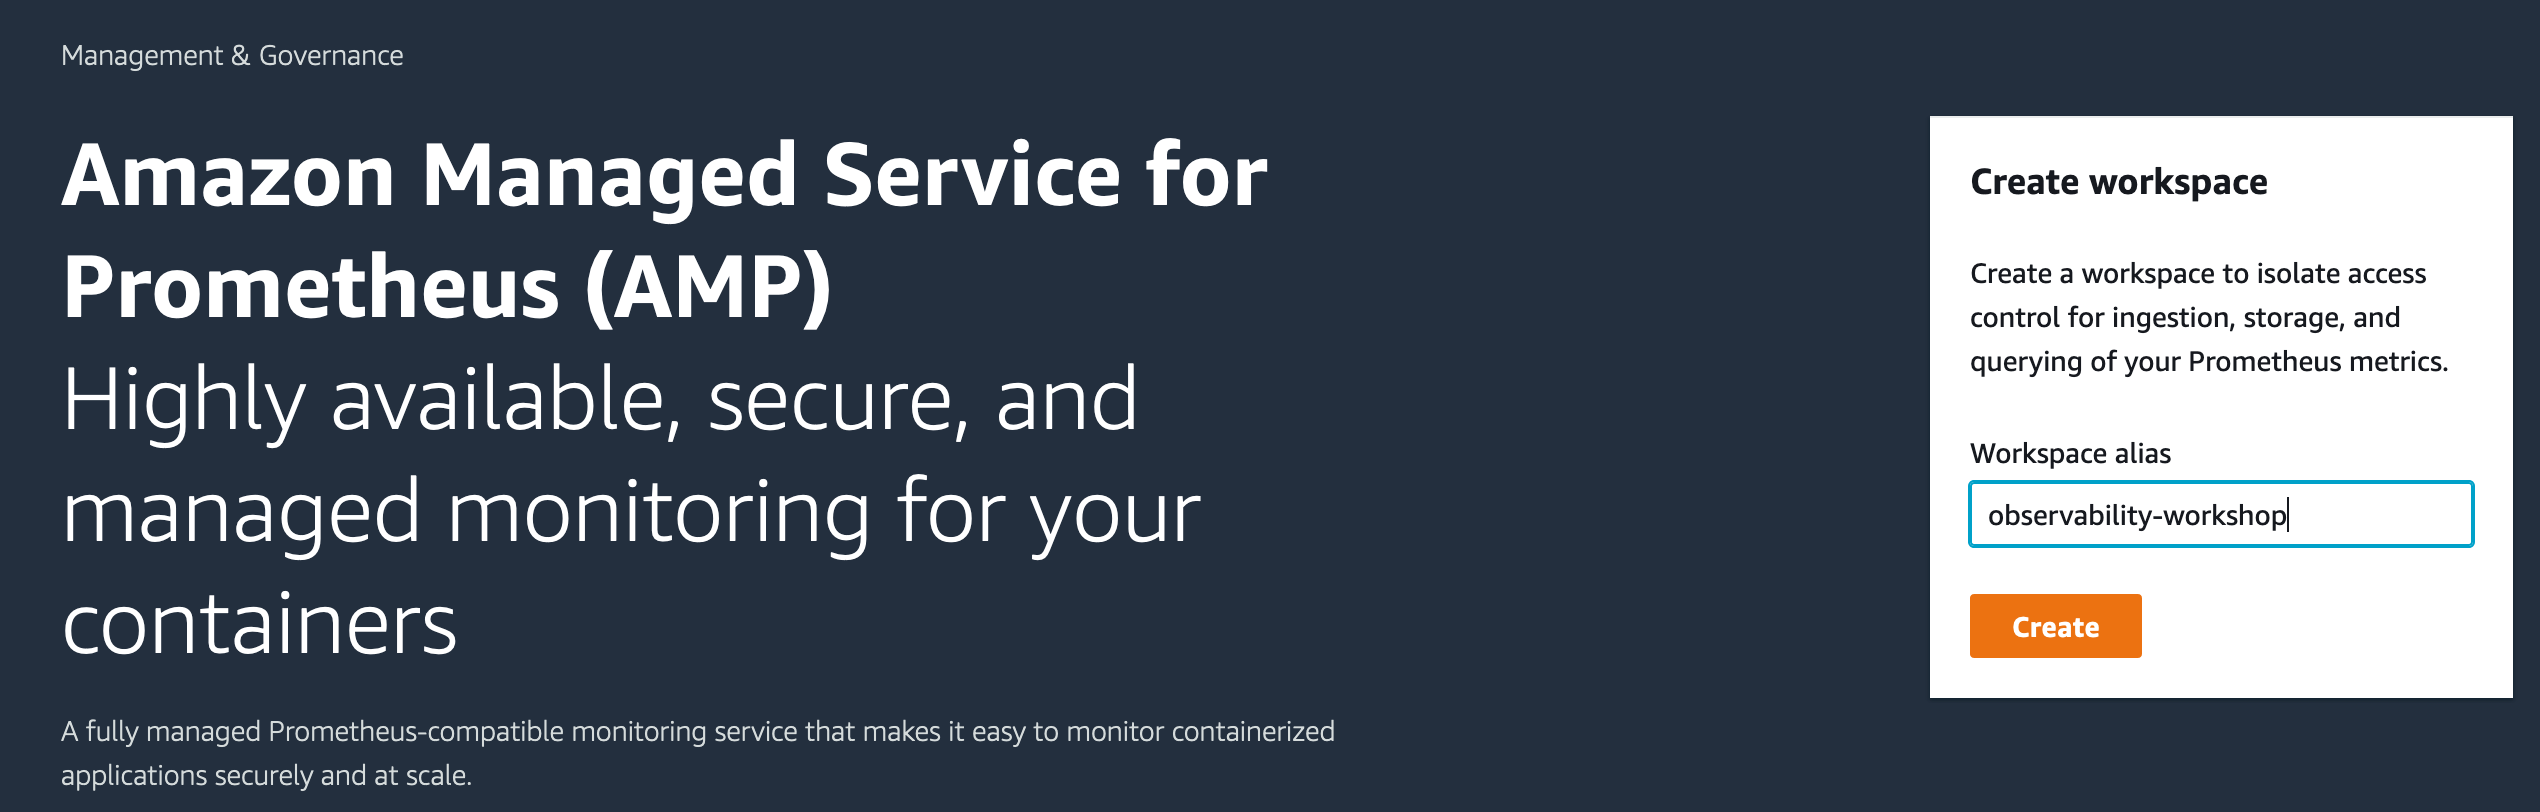 Management & Governance
Amazon Managed Service for
Prometheus (AMP)
Highly available, secure, and
managed monitoring for your
containers
A fully managed Prometheus-compatible monitoring service that makes it easy to monitor containerized
applications securely and at scale.
Create workspace
Create a workspace to isolate access
control for ingestion, storage, and
querying of your Prometheus metrics.
Workspace alias
observability-workshop
Create